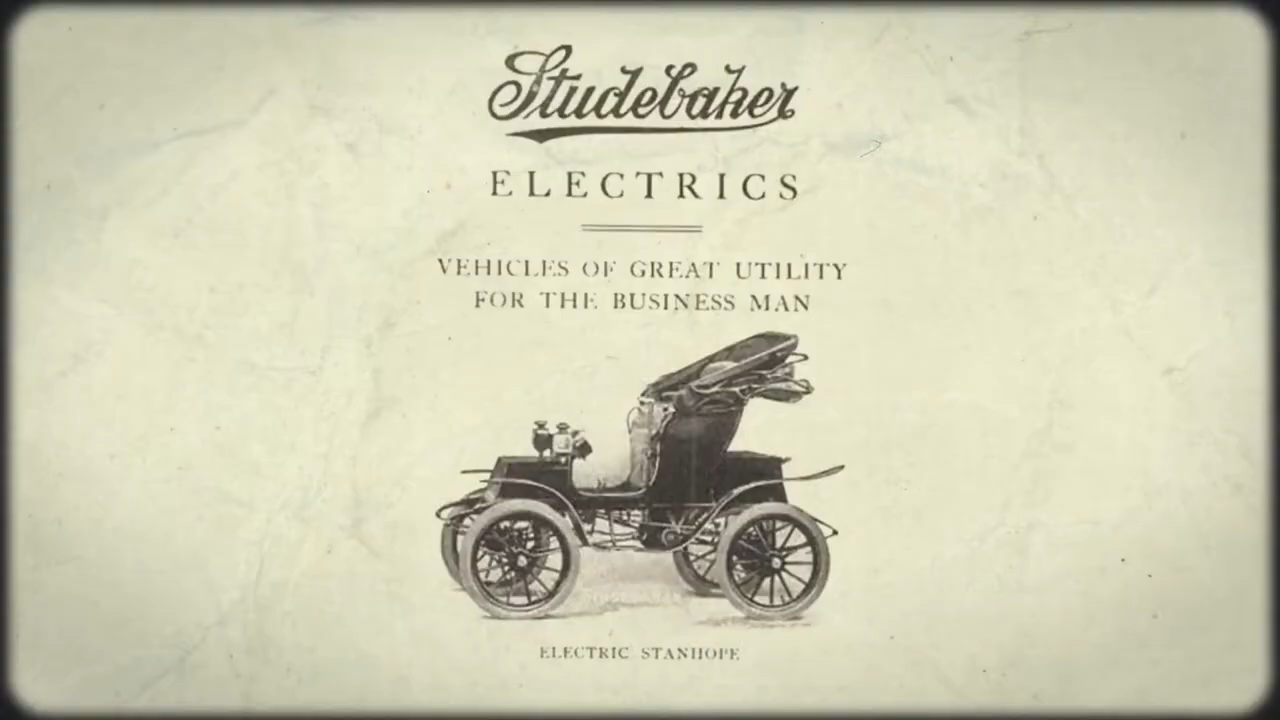 Studebaker
ELECTRICS
VEHICLES OF GREAT UTILITY
FOR THE BUSINESS MAN
ELECTRIC STANHOPE